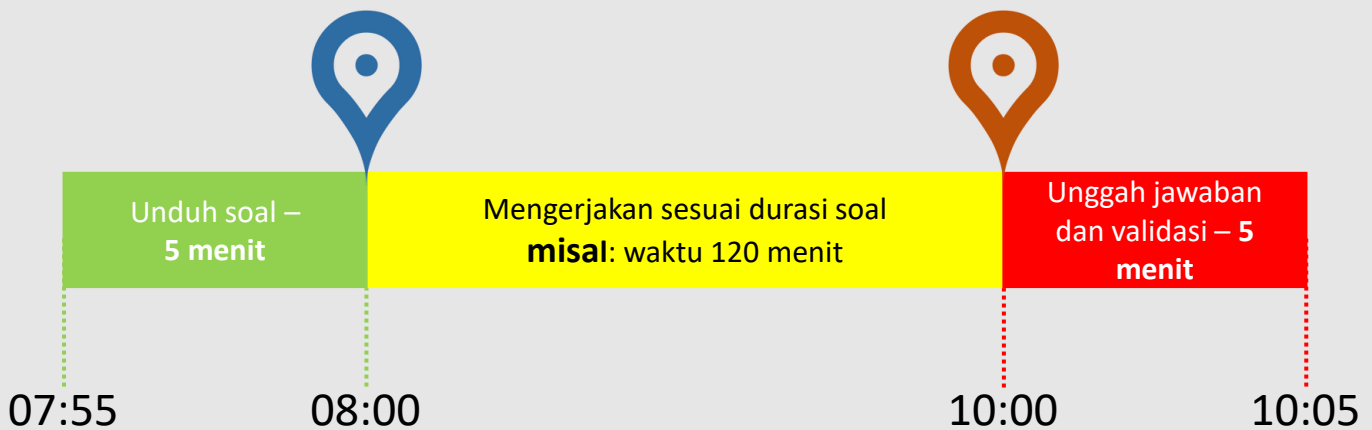 Unduh soal –
5 menit
Mengerjakan sesuai durasi soal
misal: waktu 120 menit
Unggah jawaban
dan validasi – 5
menit
07:55
08:00
10:00
10:05